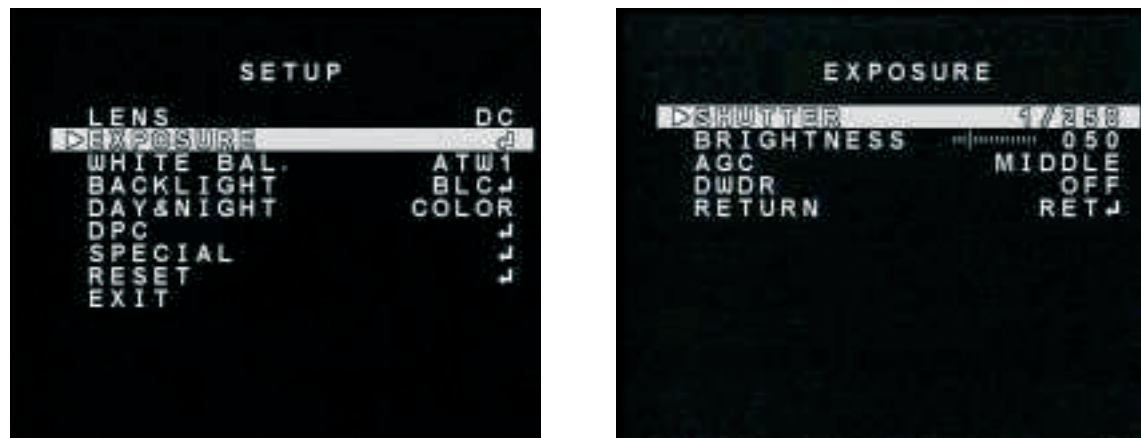 SETUP
LENS DC
▷EXPOSURE ↲
WHITE BAL. ATW1
BACKLIGHT BLC↲
DAY&NIGHT COLOR
DPC ↲
SPECIAL ↲
RESET ↲
EXIT
EXPOSURE
▷SHUTTER 1/250
BRIGHTNESS 050
AGC MIDDLE
DWDR OFF
RETURN RET↲